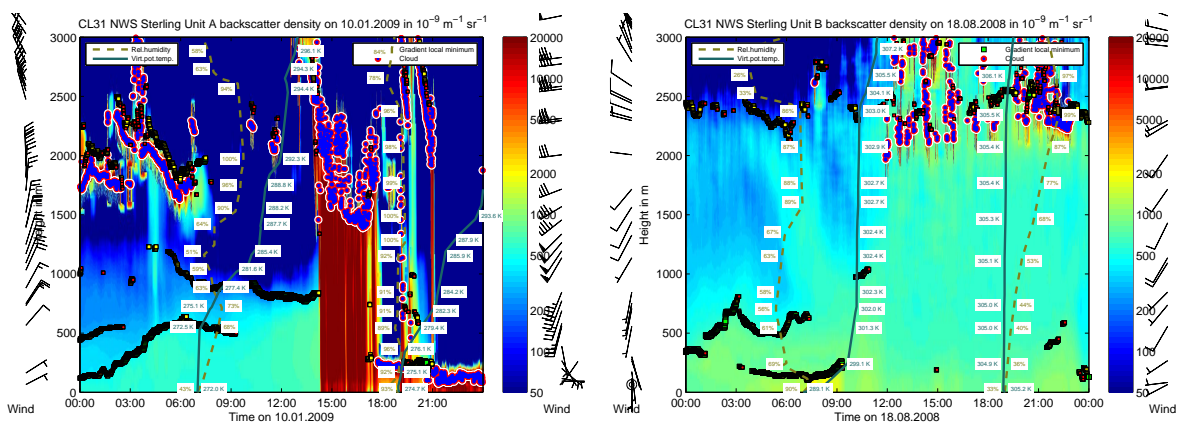 CL31 NWS Sterling Unit A backscatter density on 10.01.2009 in 10⁻⁹ m⁻¹ sr⁻¹
3000
2500
2000
1500
1000
500
0
Rel.humidity
Virt.pot.temp.
Gradient local minimum
Cloud
58%
63%
94%
100%
98%
90%
64%
51%
59%
63%
73%
68%
43%
296.1 K
294.3 K
294.4 K
292.3 K
288.8 K
288.2 K
287.7 K
285.4 K
281.6 K
277.4 K
275.1 K
272.5 K
272.0 K
64%
78%
98%
98%
99%
100%
100%
92%
91%
91%
89%
98%
92%
93%
293.6 K
287.9 K
285.9 K
284.2 K
282.3 K
279.4 K
276.1 K
275.1 K
274.7 K
20000
10000
5000
2000
1000
500
200
100
50
00:00 03:00 06:00 09:00 12:00 15:00 18:00 21:00
Wind
Time on 10.01.2009
Wind
CL31 NWS Sterling Unit B backscatter density on 18.08.2008 in 10⁻⁹ m⁻¹ sr⁻¹
Height in m
3000
2500
2000
1500
1000
500
0
Rel.humidity
Virt.pot.temp.
Gradient local minimum
Cloud
28%
33%
86%
87%
88%
89%
67%
63%
58%
58%
61%
69%
90%
307.2 K
305.5 K
304.1 K
303.0 K
302.9 K
302.7 K
302.7 K
302.4 K
302.4 K
302.3 K
302.0 K
301.3 K
299.1 K
289.1 K
306.1 K
305.5 K
305.4 K
305.4 K
305.3 K
305.1 K
305.0 K
305.0 K
304.9 K
305.2 K
97%
99%
87%
77%
68%
53%
44%
40%
36%
33%
20000
10000
5000
2000
1000
500
200
100
50
00:00 03:00 06:00 09:00 12:00 15:00 18:00 21:00 00:00
Wind
Time on 18.08.2008
Wind